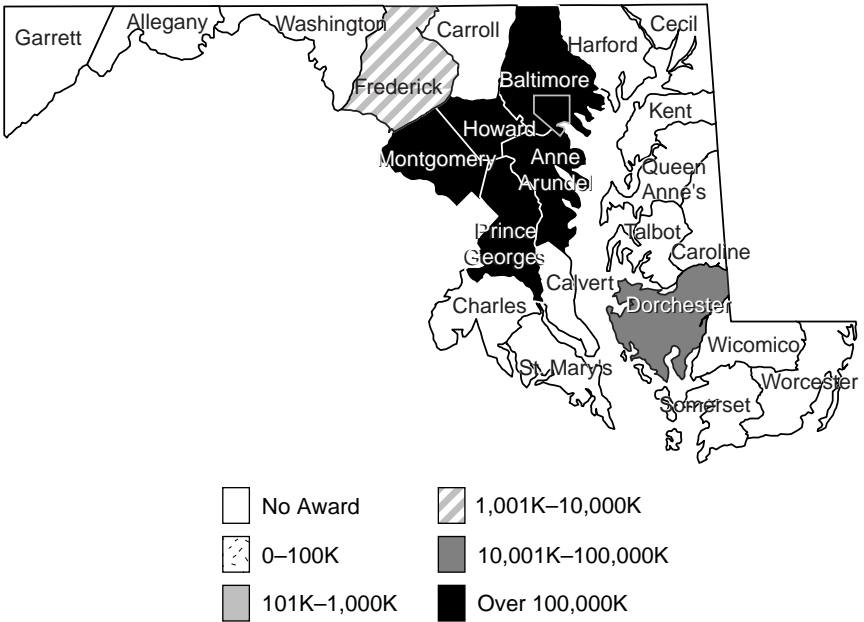 Garrett
Allegany
Washington
Frederick
Carroll
Baltimore
Harford
Cecil
Howard
Montgomery
Anne
Arundel
Prince
Georges
Kent
Queen
Anne's
Talbot
Caroline
Calvert
Charles
St. Mary's
Dorchester
Wicomico
Worcester
Somerset
No Award
0–100K
101K–1,000K
1,001K–10,000K
10,001K–100,000K
Over 100,000K